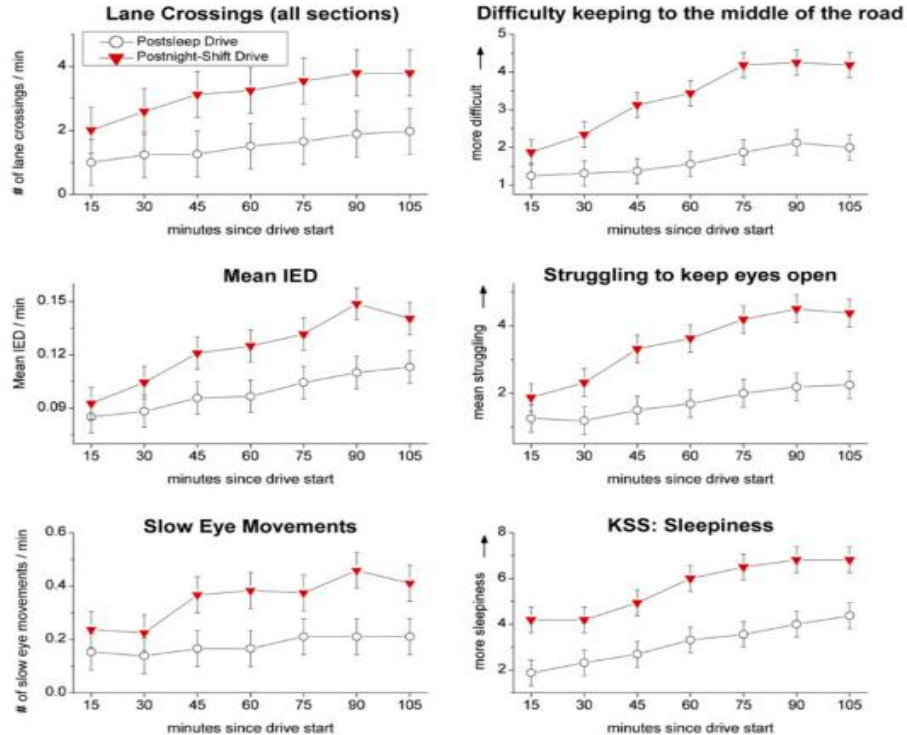 Lane Crossings (all sections)
Postsleep Drive
Postnight-Shift Drive
# of lane crossings / min
4
2
0
15 30 45 60 75 90 105
minutes since drive start
Difficulty keeping to the middle of the road
more difficult
5
4
3
2
1
15 30 45 60 75 90 105
minutes since drive start
Mean IED
Mean IED / min
0.15
0.12
0.09
15 30 45 60 75 90 105
minutes since drive start
Struggling to keep eyes open
mean struggling
4
2
15 30 45 60 75 90 105
minutes since drive start
Slow Eye Movements
# of slow eye movements / min
0.6
0.4
0.2
0.0
15 30 45 60 75 90 105
minutes since drive start
KSS: Sleepiness
more sleepiness
8
6
4
2
15 30 45 60 75 90 105
minutes since drive start